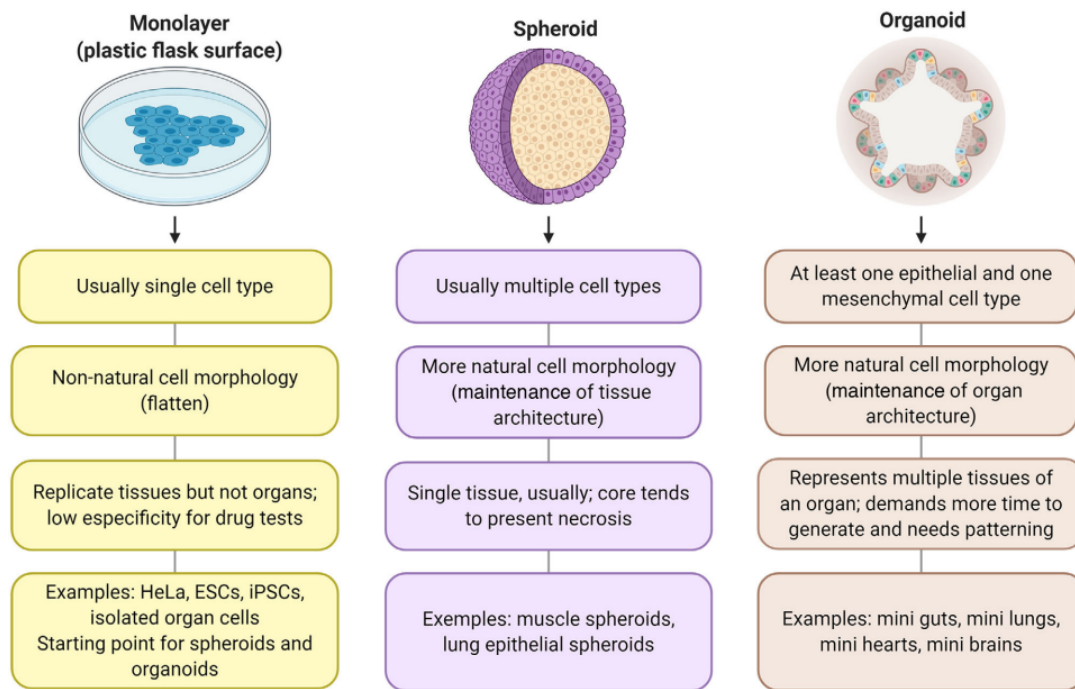 Monolayer
(plastic flask surface)
Usually single cell type
Non-natural cell morphology
(flatten)
Replicate tissues but not organs;
low especificity for drug tests
Examples: HeLa, ESCs, iPSCs,
isolated organ cells
Starting point for spheroids and
organoids
Spheroid
Usually multiple cell types
More natural cell morphology
(maintenance of tissue
architecture)
Single tissue, usually; core tends
to present necrosis
Exemples: muscle spheroids,
lung epithelial spheroids
Organoid
At least one epithelial and one
mesenchymal cell type
More natural cell morphology
(maintenance of organ
architecture)
Represents multiple tissues of
an organ; demands more time to
generate and needs patterning
Examples: mini guts, mini lungs,
mini hearts, mini brains